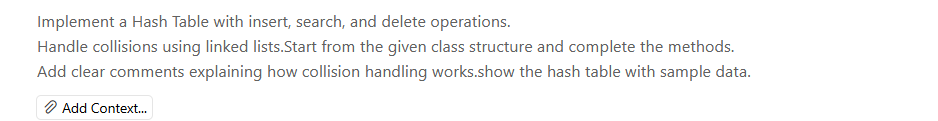 Implement a Hash Table with insert, search, and delete operations.
Handle collisions using linked lists.Start from the given class structure and complete the methods.
Add clear comments explaining how collision handling works.show the hash table with sample data.
Add Context...